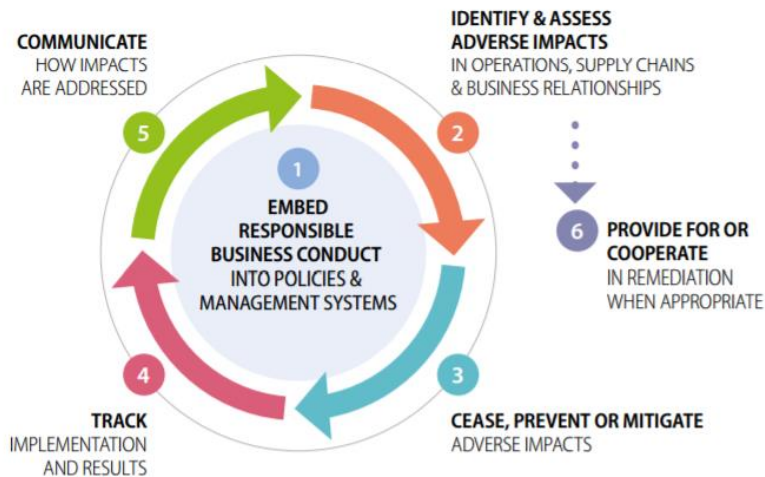 1
EMBED
RESPONSIBLE
BUSINESS CONDUCT
INTO POLICIES &
MANAGEMENT SYSTEMS
2
IDENTIFY & ASSESS
ADVERSE IMPACTS
IN OPERATIONS, SUPPLY CHAINS
& BUSINESS RELATIONSHIPS
3
CEASE, PREVENT OR MITIGATE
ADVERSE IMPACTS
4
TRACK
IMPLEMENTATION
AND RESULTS
5
COMMUNICATE
HOW IMPACTS
ARE ADDRESSED
6
PROVIDE FOR OR
COOPERATE
IN REMEDIATION
WHEN APPROPRIATE